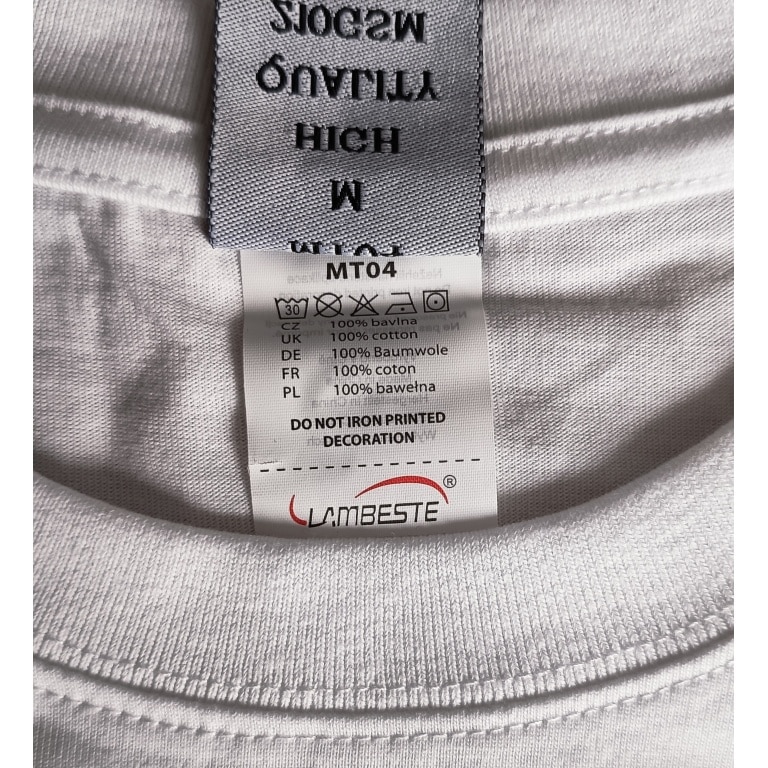 210GSM
QUALITY
HIGH
M
MT04
MT04
30
CZ 100% bavlna
UK 100% cotton
DE 100% Baumwole
FR 100% coton
PL 100% bawełna
DO NOT IRON PRINTED
DECORATION
LAMBESTE ®